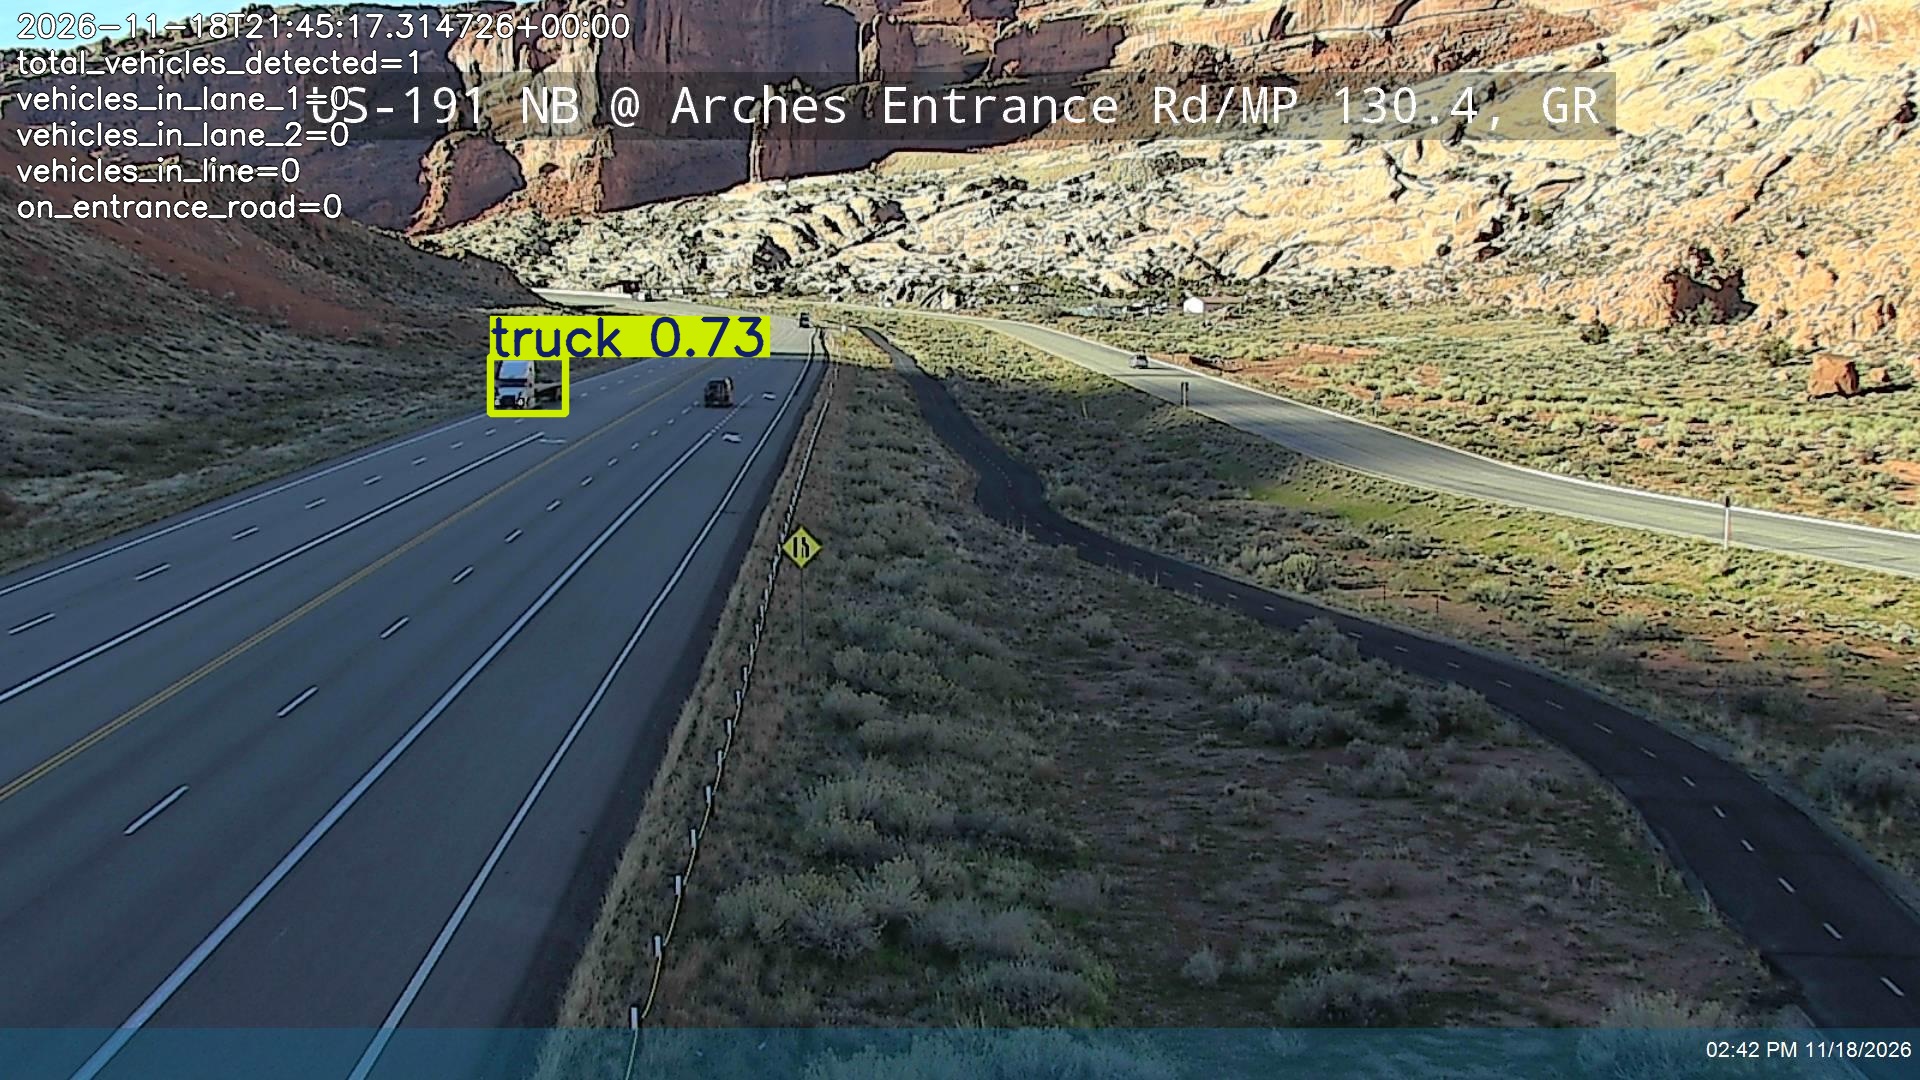 2026-11-18T21:45:17.314726+00:00
total_vehicles_detected=1
vehicles_in_lane_1=0
US-191 NB @ Arches Entrance Rd/MP 130.4, GR
vehicles_in_lane_2=0
vehicles_in_line=0
on_entrance_road=0
truck 0.73
02:42 PM 11/18/2026